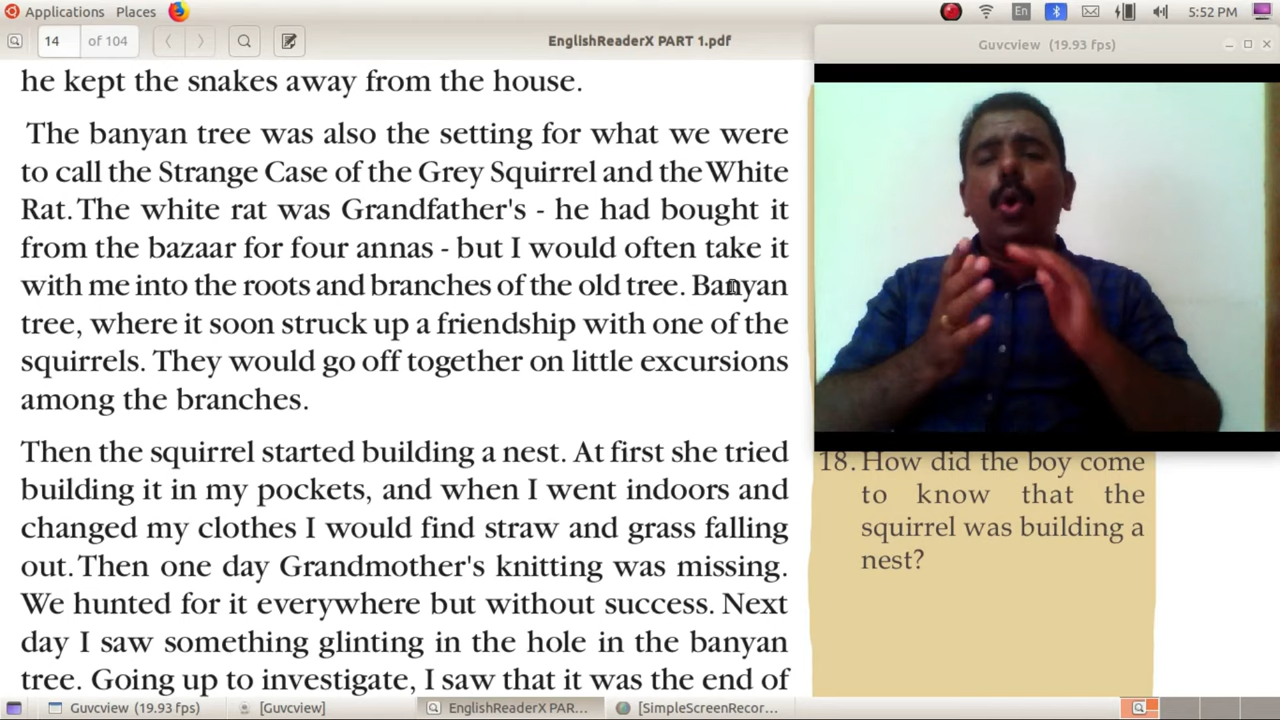 Applications Places En 5:52 PM
14 of 104 EnglishReaderX PART 1.pdf
Guvcview (19.93 fps)
he kept the snakes away from the house.
The banyan tree was also the setting for what we were
to call the Strange Case of the Grey Squirrel and the White
Rat. The white rat was Grandfather's - he had bought it
from the bazaar for four annas - but I would often take it
with me into the roots and branches of the old tree. Banyan
tree, where it soon struck up a friendship with one of the
squirrels. They would go off together on little excursions
among the branches.
Then the squirrel started building a nest. At first she tried
building it in my pockets, and when I went indoors and
changed my clothes I would find straw and grass falling
out. Then one day Grandmother's knitting was missing.
We hunted for it everywhere but without success. Next
day I saw something glinting in the hole in the banyan
tree. Going up to investigate, I saw that it was the end of
18. How did the boy come
to know that the
squirrel was building a
nest?
Guvcview (19.93 fps) [Guvcview] EnglishReaderX PAR... [SimpleScreenRecor...